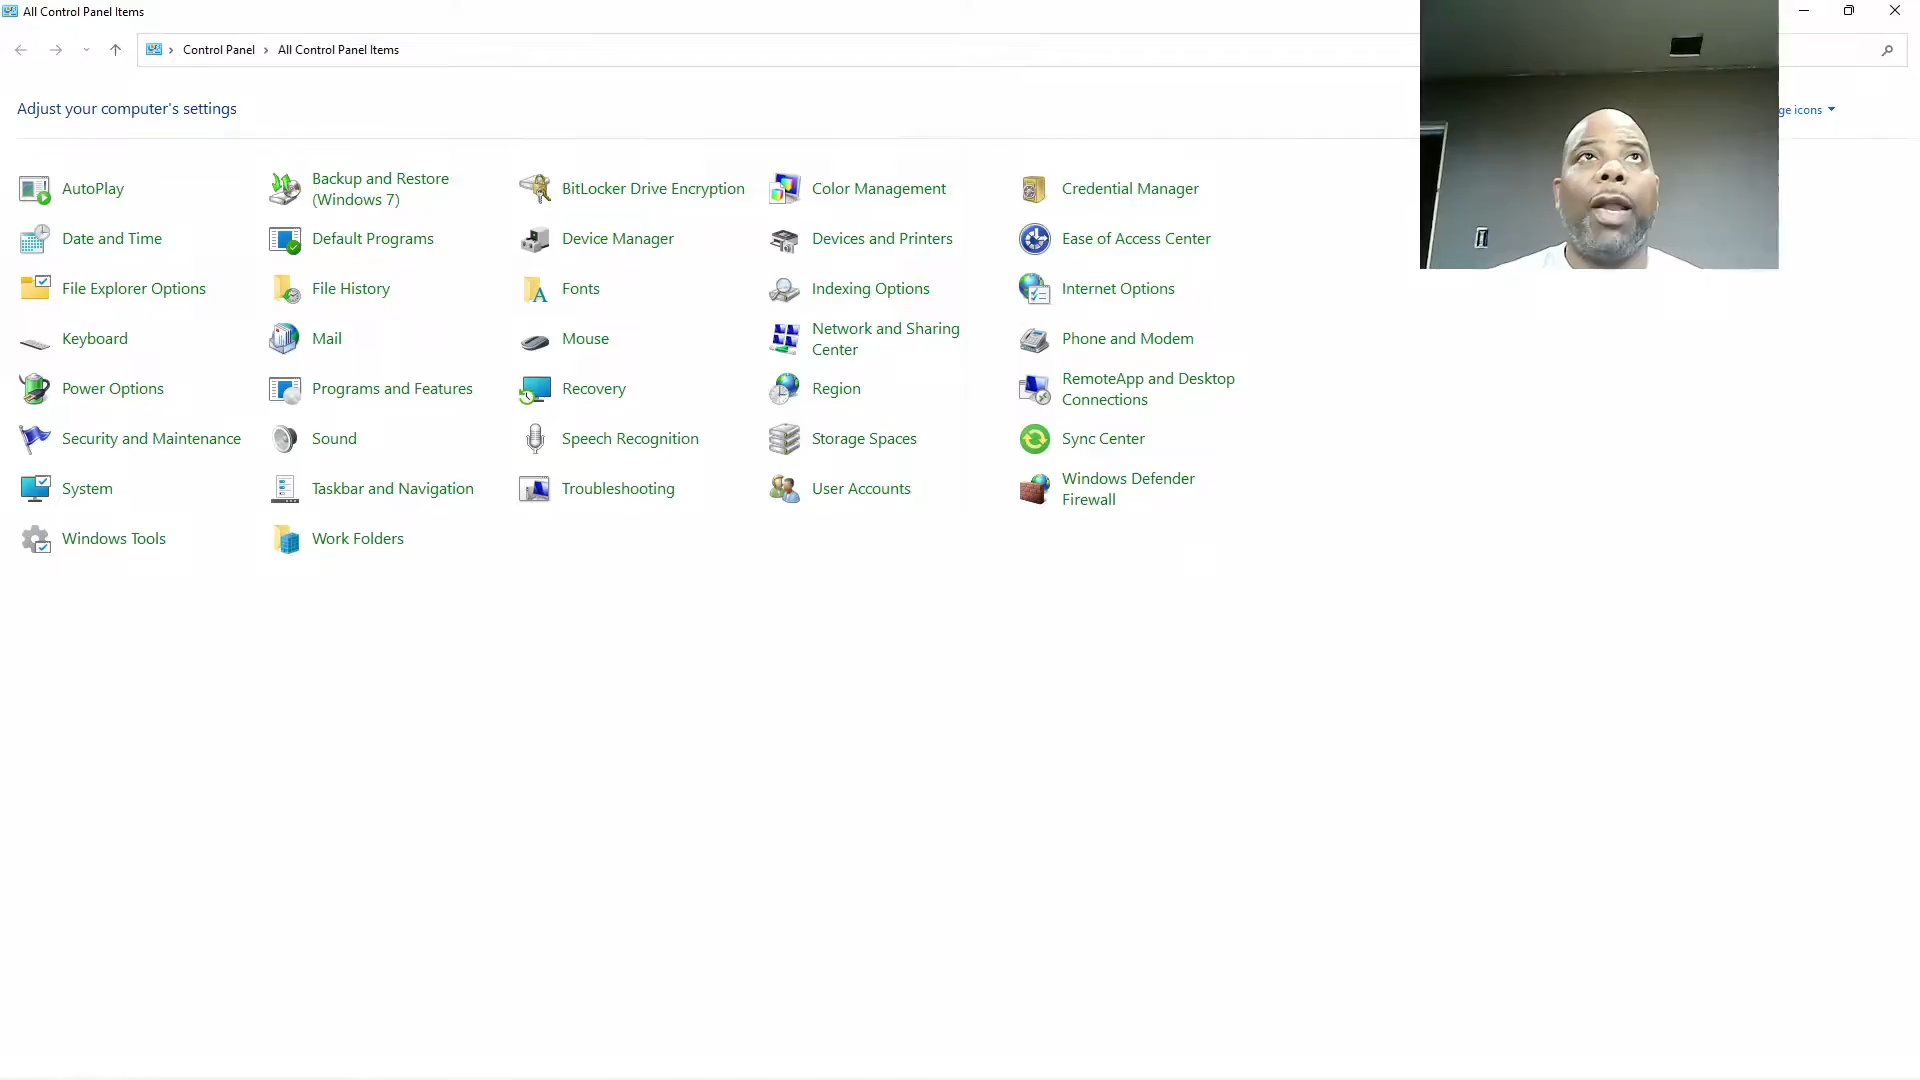 All Control Panel Items
Control Panel > All Control Panel Items
Adjust your computer's settings
ge icons
AutoPlay
Backup and Restore
(Windows 7)
BitLocker Drive Encryption
Color Management
Credential Manager
Date and Time
Default Programs
Device Manager
Devices and Printers
Ease of Access Center
File Explorer Options
File History
Fonts
Indexing Options
Internet Options
Keyboard
Mail
Mouse
Network and Sharing
Center
Phone and Modem
Power Options
Programs and Features
Recovery
Region
RemoteApp and Desktop
Connections
Security and Maintenance
Sound
Speech Recognition
Storage Spaces
Sync Center
System
Taskbar and Navigation
Troubleshooting
User Accounts
Windows Defender
Firewall
Windows Tools
Work Folders